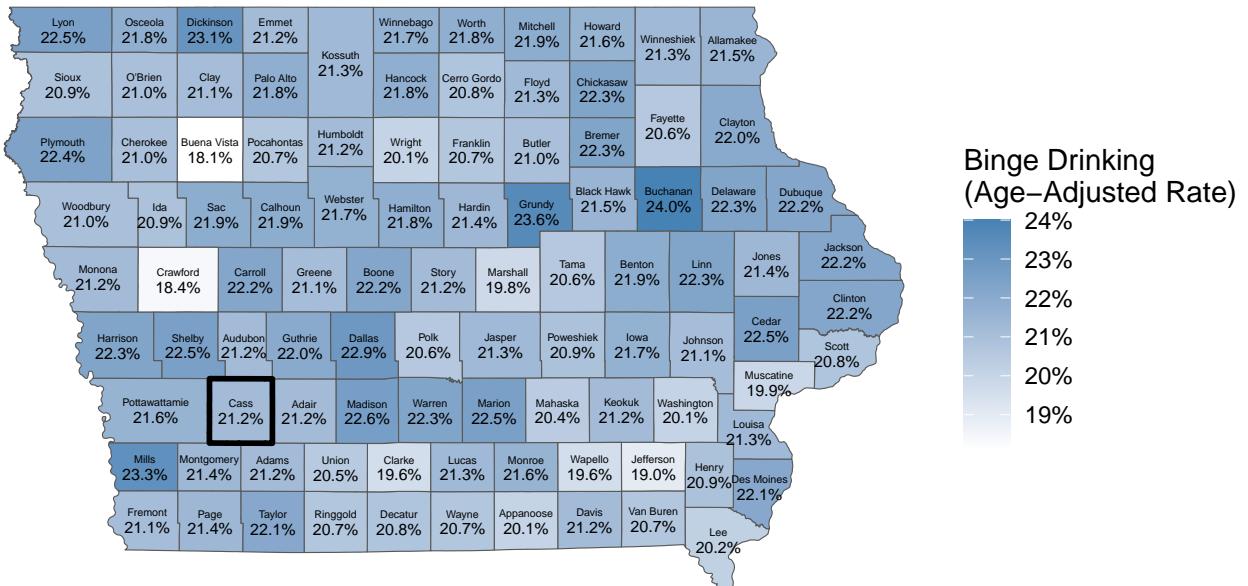 Lyon Osceola Dickinson Emmet Winnebago Worth Mitchell Howard Winneshiek Allamakee
22.5% 21.8% 23.1% 21.2% 21.7% 21.8% 21.9% 21.6% 21.3% 21.5%
Kossuth
21.3%
Sioux O'Brien Clay Palo Alto Hancock Cerro Gordo Floyd Chickasaw
20.9% 21.0% 21.1% 21.8% 21.8% 20.8% 21.3% 22.3%
Fayette Clayton
20.6% 22.0%
Plymouth Cherokee Buena Vista Pocahontas Humboldt Wright Franklin Butler Bremer
22.4% 21.0% 18.1% 20.7% 21.2% 20.1% 20.7% 21.0% 22.3%
Binge Drinking
(Age−Adjusted Rate)
Woodbury Ida Sac Calhoun Webster Hamilton Hardin Grundy Black Hawk Buchanan Delaware Dubuque
21.0% 20.9% 21.9% 21.9% 21.7% 21.8% 21.4% 23.6% 21.5% 24.0% 22.3% 22.2%
24%
23%
22%
21%
20%
19%
Monona Crawford Carroll Greene Boone Story Marshall Tama Benton Linn Jones Jackson
21.2% 18.4% 22.2% 21.1% 22.2% 21.2% 19.8% 20.6% 21.9% 22.3% 21.4% 22.2%
Clinton
22.2%
Harrison Shelby Audubon Guthrie Dallas Polk Jasper Poweshiek Iowa Johnson Cedar Scott
22.3% 22.5% 21.2% 22.0% 22.9% 20.6% 21.3% 20.9% 21.7% 21.1% 22.5% 20.8%
Muscatine
19.9%
Pottawattamie Cass Adair Madison Warren Marion Mahaska Keokuk Washington Louisa
21.6% 21.2% 21.2% 22.6% 22.3% 22.5% 20.4% 21.2% 20.1% 21.3%
Mills Montgomery Adams Union Clarke Lucas Monroe Wapello Jefferson Henry Des Moines
23.3% 21.4% 21.2% 20.5% 19.6% 21.3% 21.6% 19.6% 19.0% 20.9% 22.1%
Fremont Page Taylor Ringgold Decatur Wayne Appanoose Davis Van Buren Lee
21.1% 21.4% 22.1% 20.7% 20.8% 20.7% 20.1% 21.2% 20.7% 20.2%